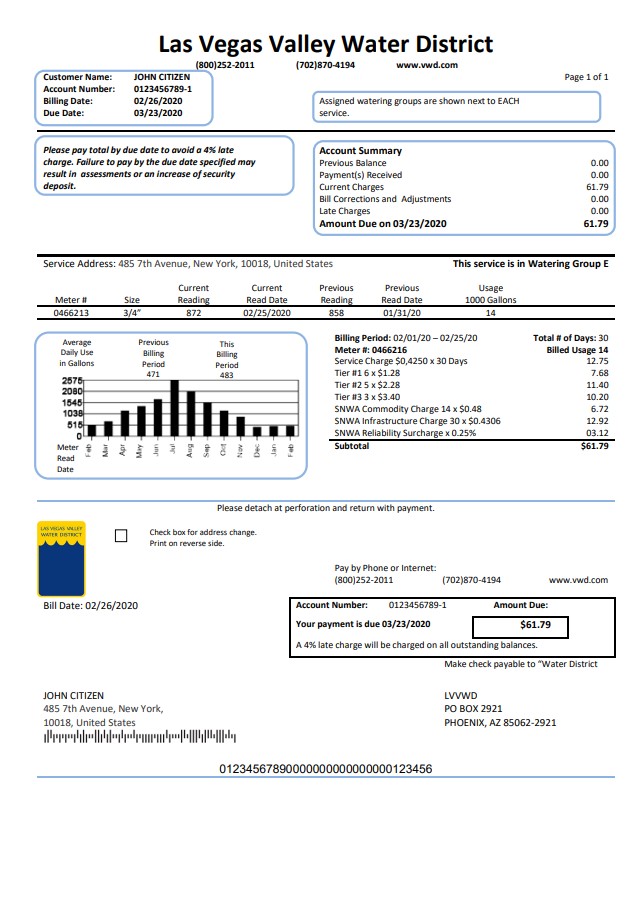 Las Vegas Valley Water District
(800)252-2011 (702)870-4194 www.vwd.com
Customer Name: JOHN CITIZEN
Account Number: 0123456789-1
Billing Date: 02/26/2020
Due Date: 03/23/2020
Page 1 of 1
Assigned watering groups are shown next to EACH
service.
Please pay total by due date to avoid a 4% late
charge. Failure to pay by the due date specified may
result in assessments or an increase of security
deposit.
Account Summary
Previous Balance 0.00
Payment(s) Received 0.00
Current Charges 61.79
Bill Corrections and Adjustments 0.00
Late Charges 0.00
Amount Due on 03/23/2020 61.79
Service Address: 485 7th Avenue, New York, 10018, United States This service is in Watering Group E
Current Current Previous Previous Usage
Meter # Size Reading Read Date Reading Read Date 1000 Gallons
0466213 3/4” 872 02/25/2020 858 01/31/20 14
Average
Daily Use
in Gallons
Previous
Billing
Period
471
This
Billing
Period
483
2575
2080
1545
1038
515
0
Meter
Read
Date
Feb Mar Apr May Jun Jul Aug Sep Oct Nov Dec Jan Feb
Billing Period: 02/01/20 – 02/25/20 Total # of Days: 30
Meter #: 0466216 Billed Usage 14
Service Charge $0,4250 x 30 Days 12.75
Tier #1 6 x $1.28 7.68
Tier #2 5 x $2.28 11.40
Tier #3 3 x $3.40 10.20
SNWA Commodity Charge 14 x $0.48 6.72
SNWA Infrastructure Charge 30 x $0.4306 12.92
SNWA Reliability Surcharge x 0.25% 03.12
Subtotal $61.79
Please detach at perforation and return with payment.
LAS VEGAS VALLEY
WATER DISTRICT
Check box for address change.
Print on reverse side.
Pay by Phone or Internet:
(800)252-2011 (702)870-4194 www.vwd.com
Bill Date: 02/26/2020
Account Number: 0123456789-1 Amount Due:
Your payment is due 03/23/2020 $61.79
A 4% late charge will be charged on all outstanding balances.
Make check payable to “Water District
JOHN CITIZEN
485 7th Avenue, New York,
10018, United States
LVVWD
PO BOX 2921
PHOENIX, AZ 85062-2921
0123456789000000000000000123456